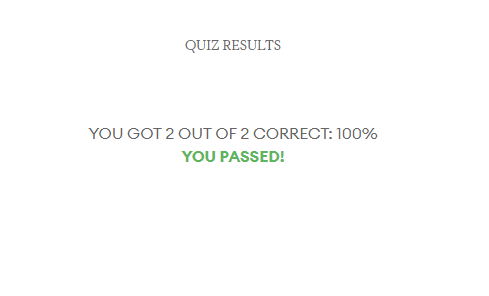 QUIZ RESULTS
YOU GOT 2 OUT OF 2 CORRECT: 100%
YOU PASSED!